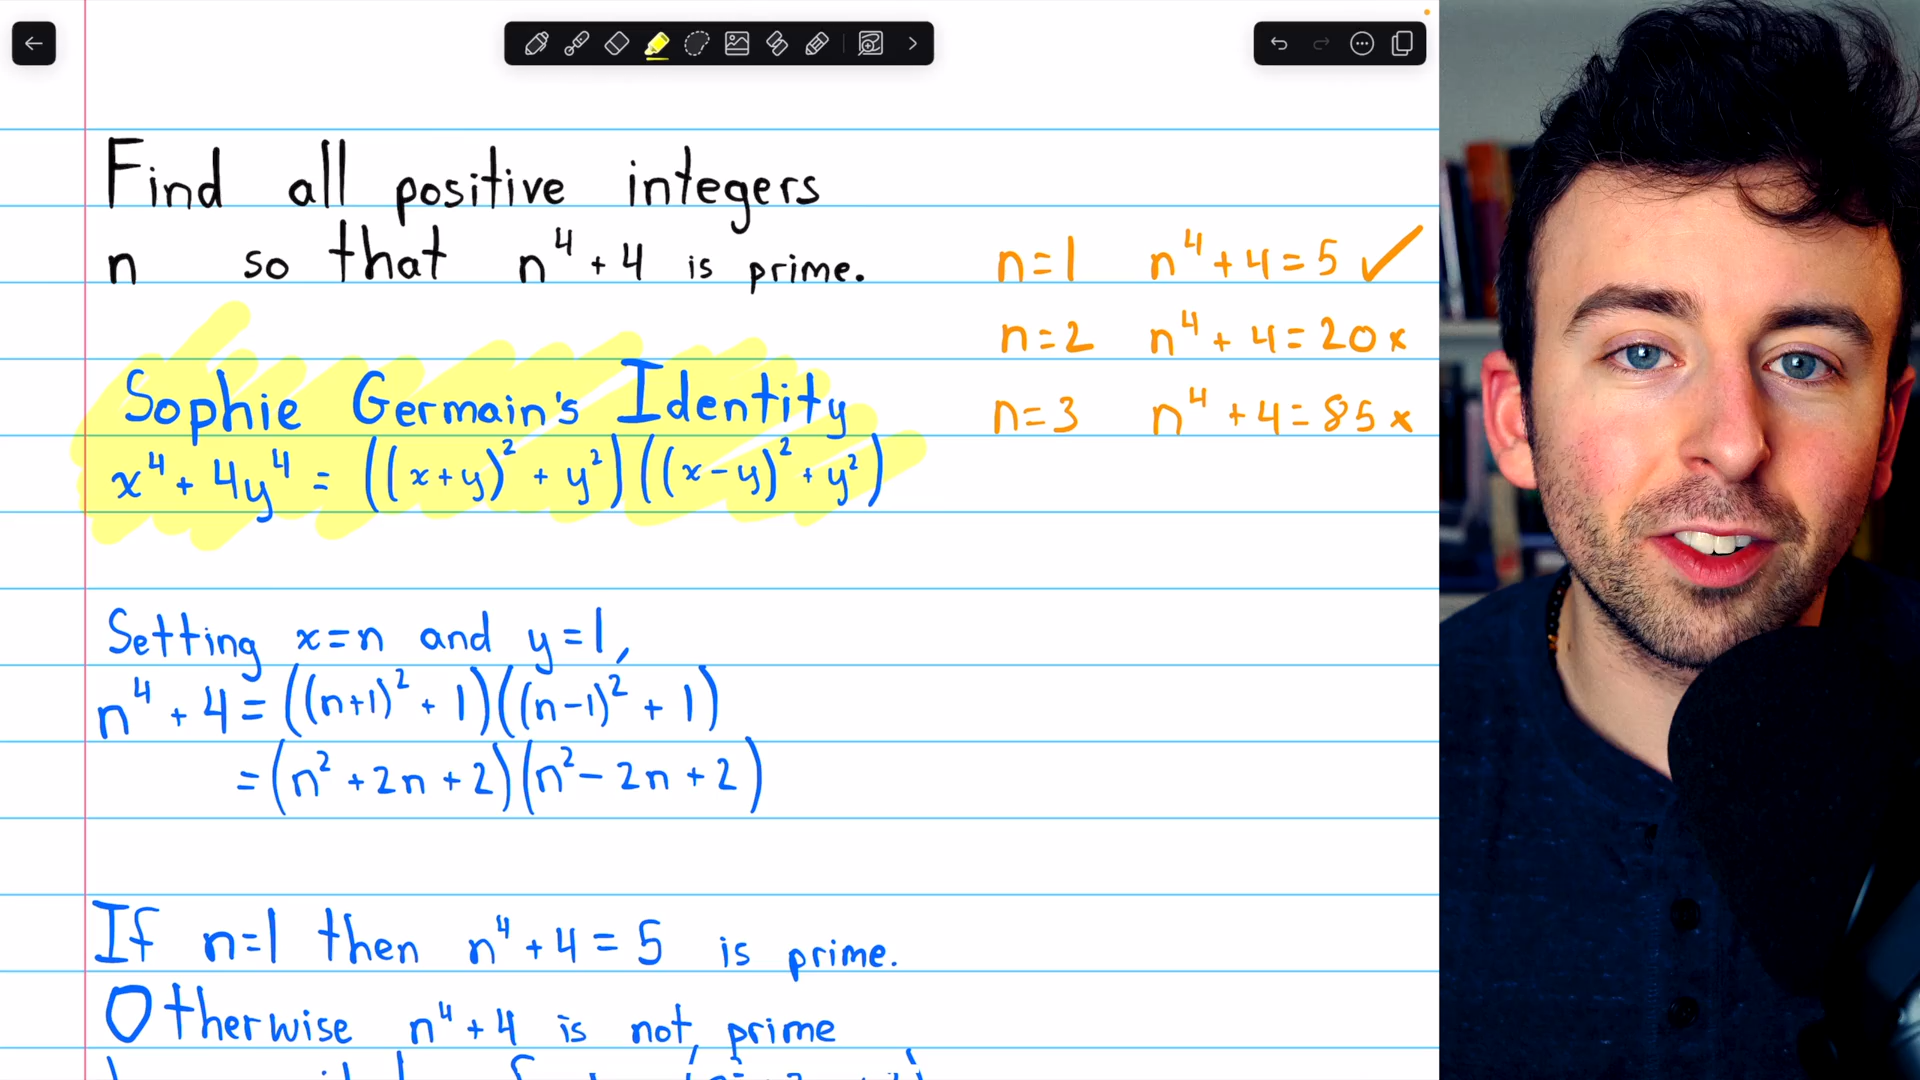 Find all positive integers
n so that n⁴ + 4 is prime.
n=1 n⁴ + 4 = 5 ✓
n=2 n⁴ + 4 = 20 x
n=3 n⁴ + 4 = 85 x
Sophie Germain's Identity
x⁴ + 4y⁴ = ((x+y)² + y²)((x-y)² + y²)
Setting x=n and y=1,
n⁴ + 4 = ((n+1)² + 1)((n-1)² + 1)
= (n² + 2n + 2)(n² - 2n + 2)
If n=1 then n⁴ + 4 = 5 is prime.
Otherwise n⁴ + 4 is not prime